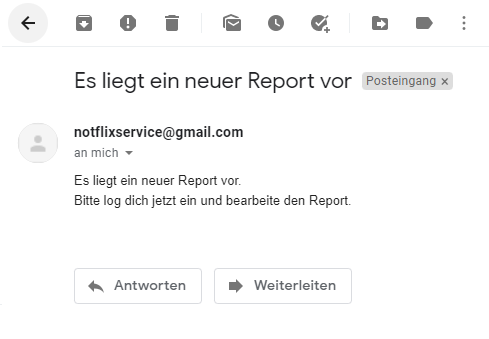 Es liegt ein neuer Report vor Posteingang ×
notflixservice@gmail.com
an mich
Es liegt ein neuer Report vor.
Bitte log dich jetzt ein und bearbeite den Report.
Antworten Weiterleiten